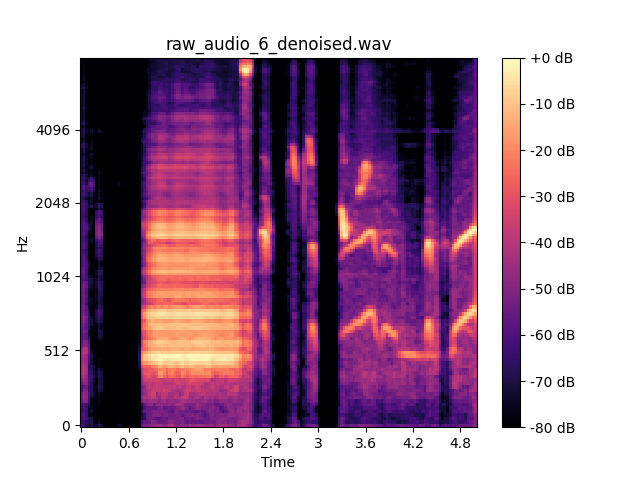 raw_audio_6_denoised.wav
Hz
4096
2048
1024
512
0
0
0.6
1.2
1.8
2.4
3
3.6
4.2
4.8
Time
+0 dB
-10 dB
-20 dB
-30 dB
-40 dB
-50 dB
-60 dB
-70 dB
-80 dB